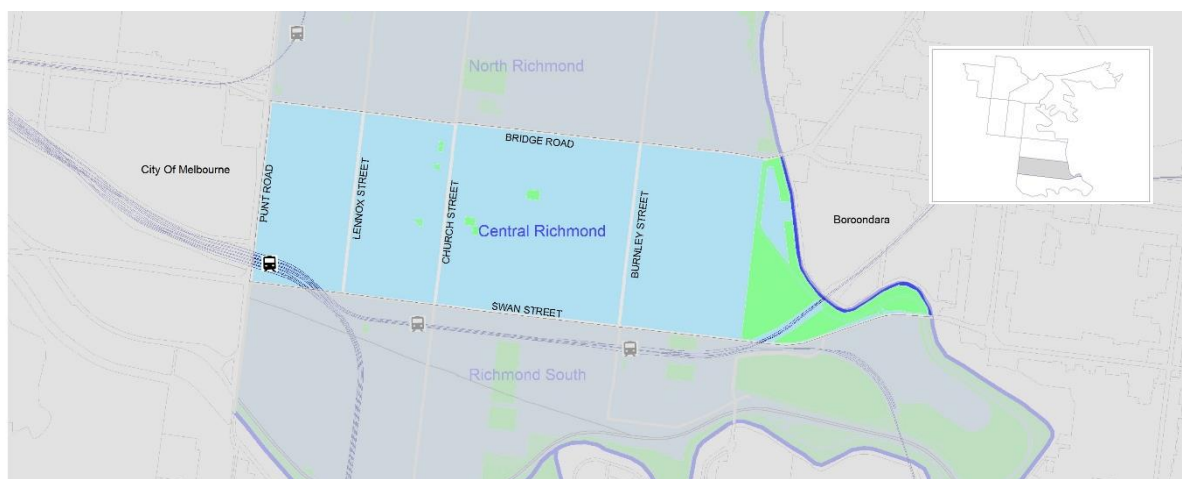 North Richmond
BRIDGE ROAD
City Of Melbourne
PUNT ROAD
LENNOX STREET
CHURCH STREET
Central Richmond
BURNLEY STREET
Boroondara
SWAN STREET
Richmond South